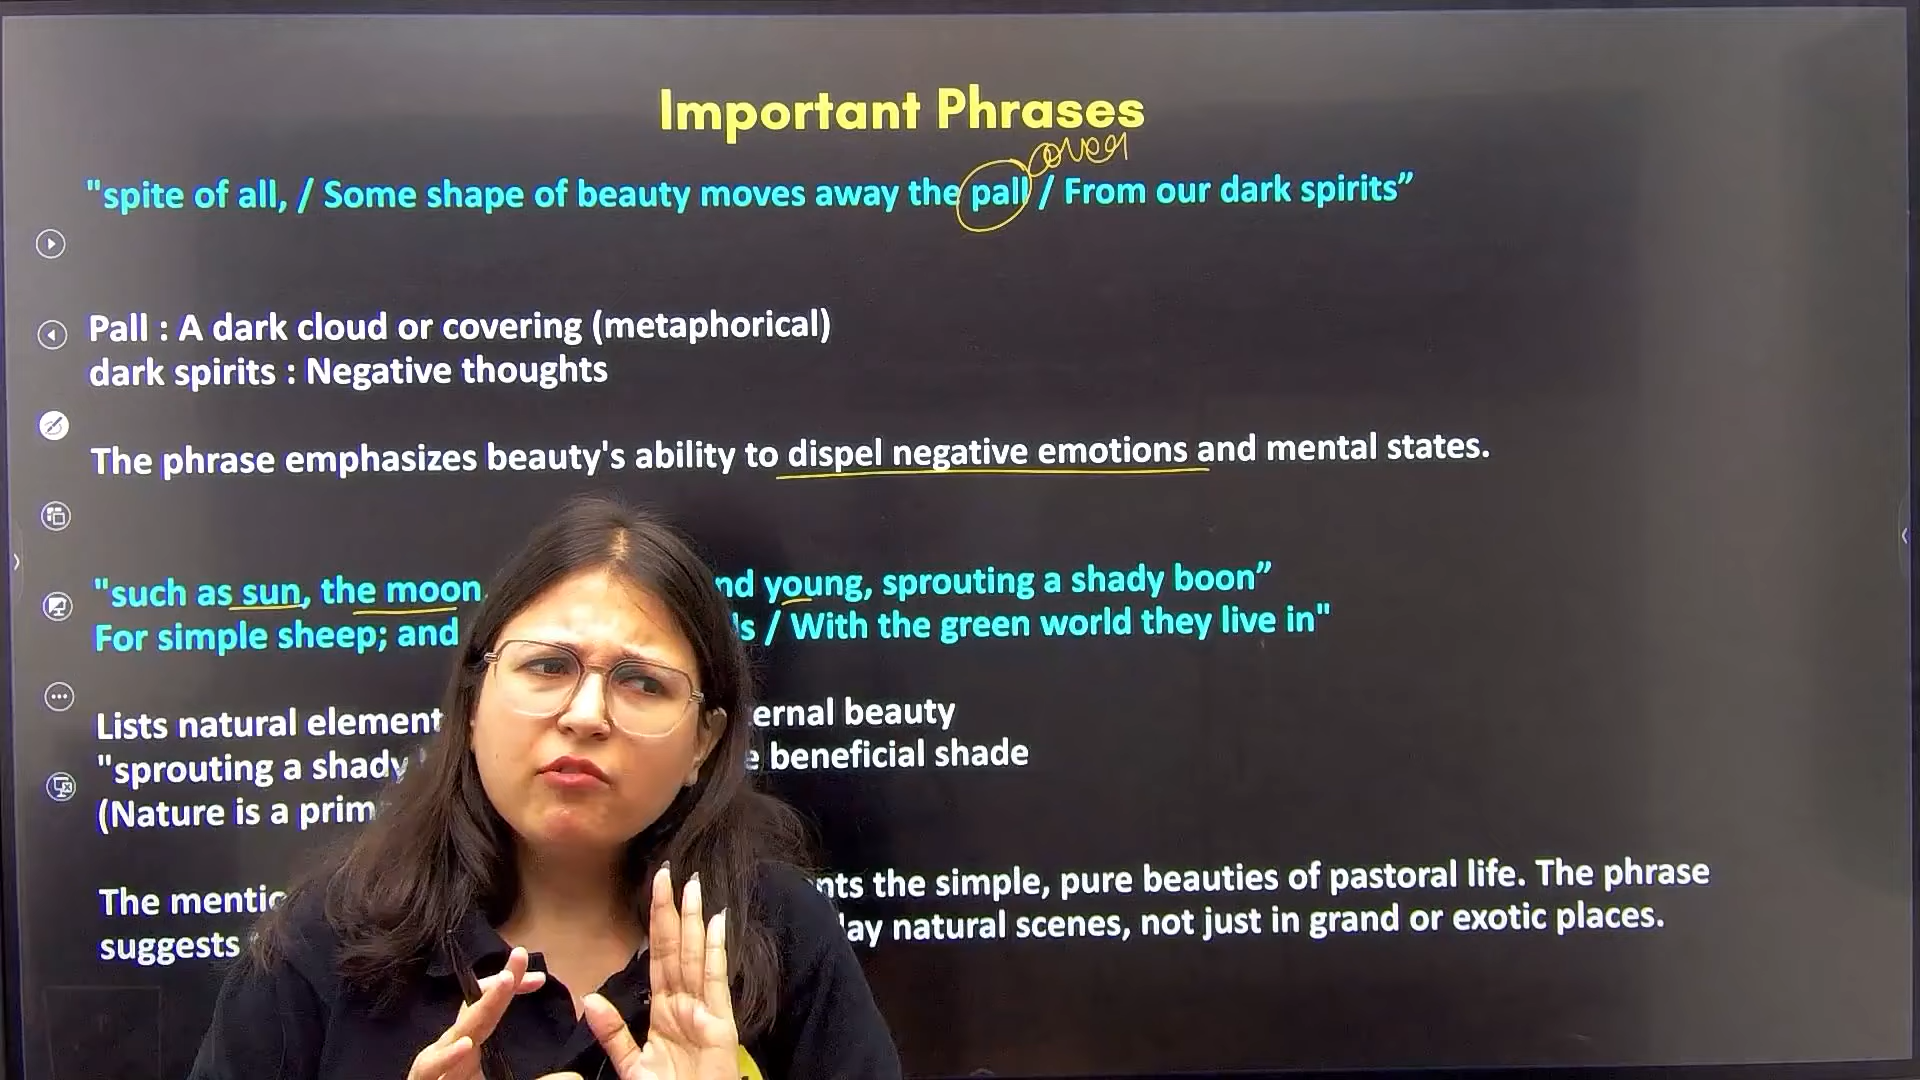 Important Phrases
cover
"spite of all, / Some shape of beauty moves away the pall / From our dark spirits”
Pall : A dark cloud or covering (metaphorical)
dark spirits : Negative thoughts
The phrase emphasizes beauty's ability to dispel negative emotions and mental states.
"such as sun, the moon, nd young, sprouting a shady boon”
For simple sheep; and ls / With the green world they live in"
Lists natural element ernal beauty
"sprouting a shady beneficial shade
(Nature is a prim
The mentio nts the simple, pure beauties of pastoral life. The phrase
suggests lay natural scenes, not just in grand or exotic places.